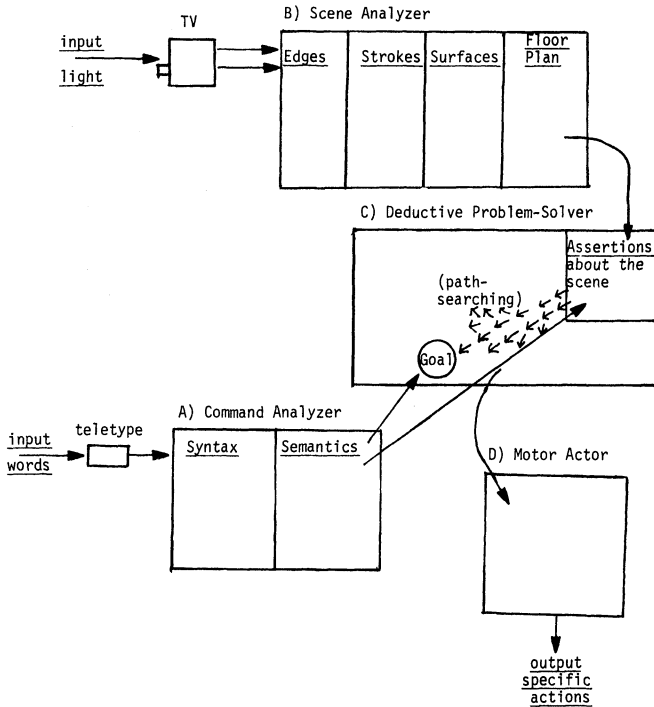 B) Scene Analyzer
TV
input
light
Edges
Strokes
Surfaces
Floor
Plan
C) Deductive Problem-Solver
Assertions
about the
scene
(path-
searching)
Goal
A) Command Analyzer
teletype
input
words
Syntax
Semantics
D) Motor Actor
output
specific
actions